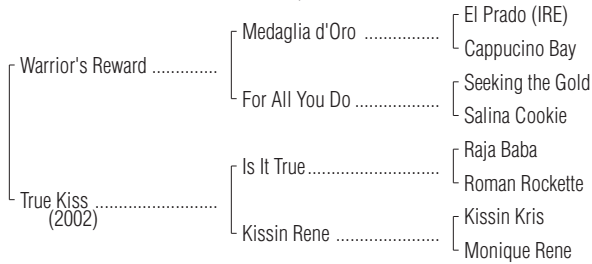 El Prado (IRE)
Medaglia d'Oro ................
Cappucino Bay
Warrior's Reward ..............
Seeking the Gold
For All You Do ..................
Salina Cookie
Raja Baba
Is It True............................
Roman Rockette
True Kiss ..........................
(2002)
Kissin Kris
Kissin Rene ......................
Monique Rene